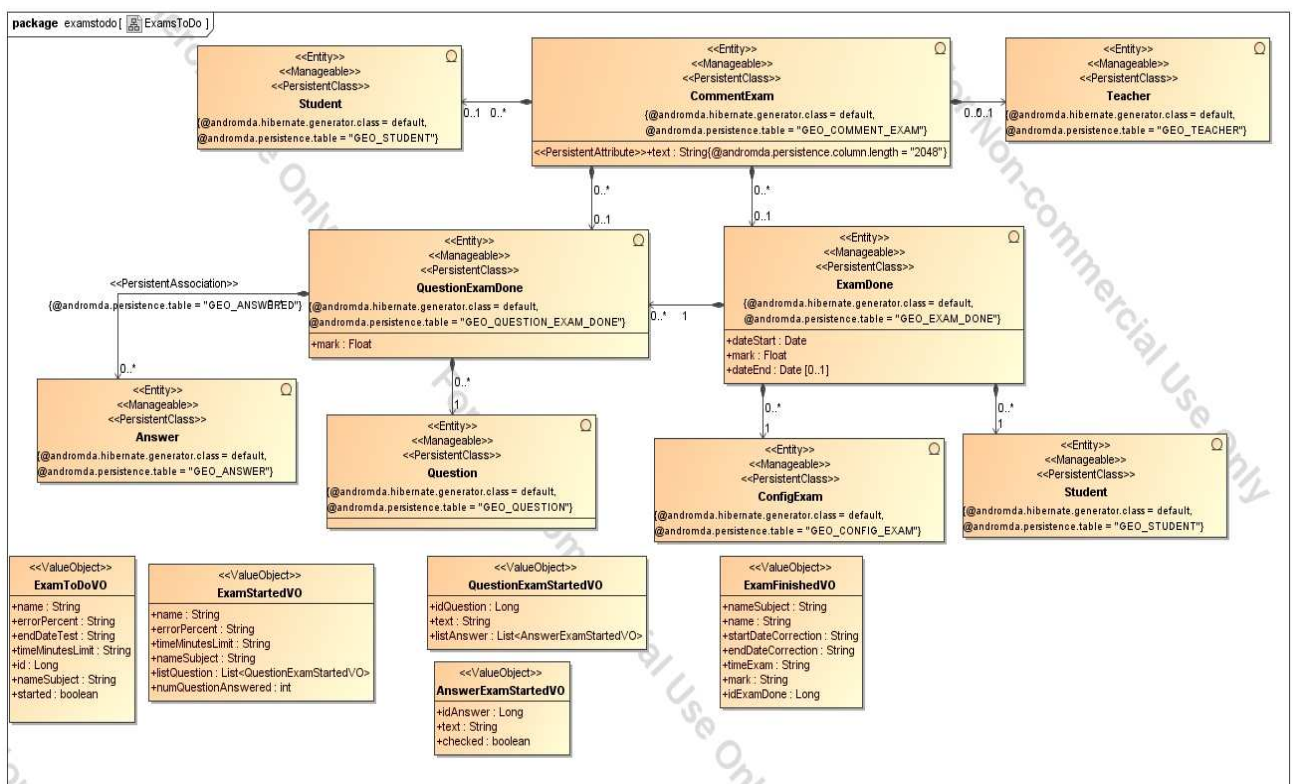 package examstodo [ ExamsToDo ]
<<Entity>>
<<Manageable>>
<<PersistentClass>>
Student
{@andromda.hibernate.generator.class = default,
@andromda.persistence.table = "GEO_STUDENT"}
<<Entity>>
<<Manageable>>
<<PersistentClass>>
CommentExam
{@andromda.hibernate.generator.class = default,
@andromda.persistence.table = "GEO_COMMENT_EXAM"}
<<PersistentAttribute>>+text : String{@andromda.persistence.column.length = "2048"}
<<Entity>>
<<Manageable>>
<<PersistentClass>>
Teacher
{@andromda.hibernate.generator.class = default,
@andromda.persistence.table = "GEO_TEACHER"}
0..1 0..*
0..1
0..*
0..1
0..*
0..1
<<Entity>>
<<Manageable>>
<<PersistentClass>>
QuestionExamDone
{@andromda.hibernate.generator.class = default,
@andromda.persistence.table = "GEO_QUESTION_EXAM_DONE"}
+mark : Float
<<Entity>>
<<Manageable>>
<<PersistentClass>>
ExamDone
{@andromda.hibernate.generator.class = default,
@andromda.persistence.table = "GEO_EXAM_DONE"}
+dateStart : Date
+mark : Float
+dateEnd : Date [0..1]
0..* 1
<<PersistentAssociation>>
{@andromda.persistence.table = "GEO_ANSWERED"}
0..*
0..*
1
0..*
1
0..*
1
<<Entity>>
<<Manageable>>
<<PersistentClass>>
Answer
{@andromda.hibernate.generator.class = default,
@andromda.persistence.table = "GEO_ANSWER"}
<<Entity>>
<<Manageable>>
<<PersistentClass>>
Question
{@andromda.hibernate.generator.class = default,
@andromda.persistence.table = "GEO_QUESTION"}
<<Entity>>
<<Manageable>>
<<PersistentClass>>
ConfigExam
{@andromda.hibernate.generator.class = default,
@andromda.persistence.table = "GEO_CONFIG_EXAM"}
<<Entity>>
<<Manageable>>
<<PersistentClass>>
Student
{@andromda.hibernate.generator.class = default,
@andromda.persistence.table = "GEO_STUDENT"}
<<ValueObject>>
ExamToDoVO
+name : String
+errorPercent : String
+endDateTest : String
+timeMinutesLimit : String
+id : Long
+nameSubject : String
+started : boolean
<<ValueObject>>
ExamStartedVO
+name : String
+errorPercent : String
+timeMinutesLimit : String
+nameSubject : String
+listQuestion : List<QuestionExamStartedVO>
+numQuestionAnswered : int
<<ValueObject>>
QuestionExamStartedVO
+idQuestion : Long
+text : String
+listAnswer : List<AnswerExamStartedVO>
<<ValueObject>>
AnswerExamStartedVO
+idAnswer : Long
+text : String
+checked : boolean
<<ValueObject>>
ExamFinishedVO
+nameSubject : String
+name : String
+startDateCorrection : String
+endDateCorrection : String
+timeExam : String
+mark : String
+idExamDone : Long
Non-commercial Use Only